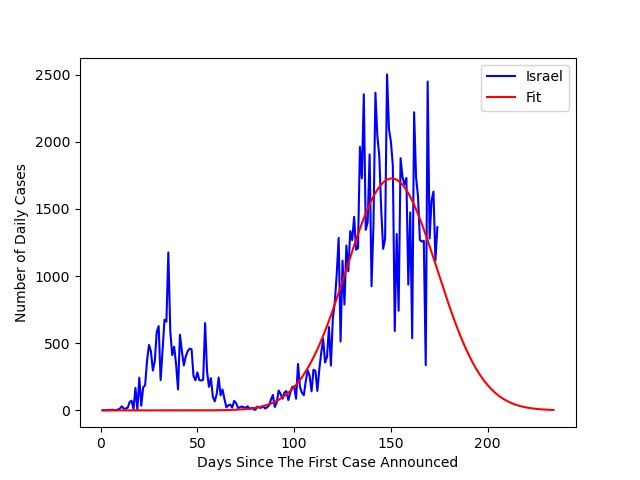 Israel
Fit
Number of Daily Cases
2500
2000
1500
1000
500
0
0 50 100 150 200
Days Since The First Case Announced